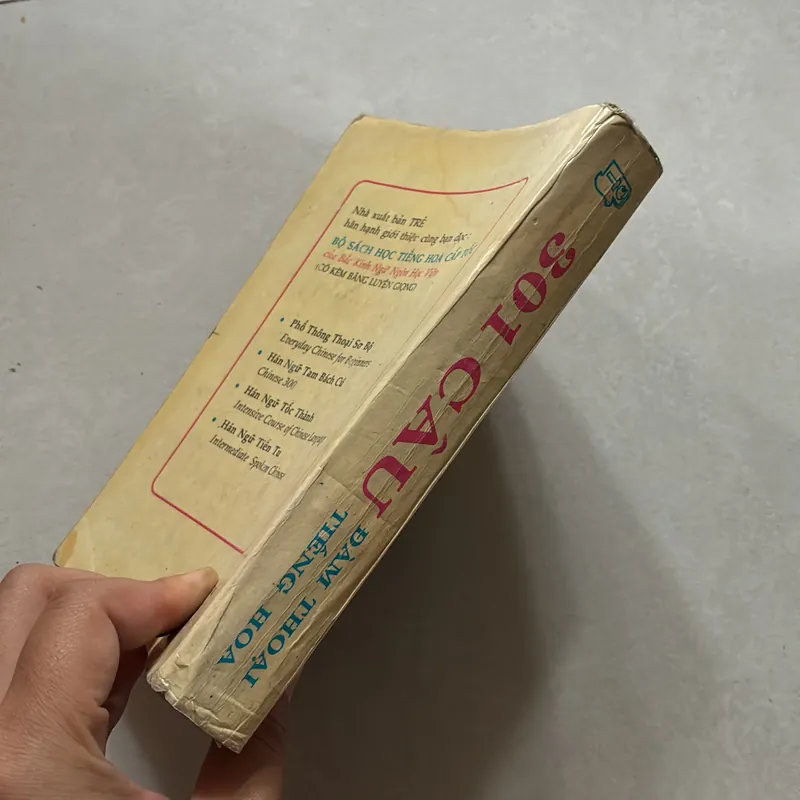 Nhà xuất bản TRẺ
hân hạnh giới thiệu cùng bạn đọc:
BỘ SÁCH HỌC TIẾNG HOA CẤP TỐC
của Bắc Kinh Ngữ Ngôn Học Viện
(CÓ KÈM BĂNG LUYỆN GIỌNG)
• Phổ Thông Thoại Sơ Bộ
Everyday Chinese for Beginners
• Hán Ngữ Tam Bách Cú
Chinese 300
• Hán Ngữ Tốc Thành
Intensive Course of Chinese
• Hán Ngữ Tiến Ta
Intermediate Spoken Chinese
301 CÂU
ĐÀM THOẠI
TIẾNG HOA